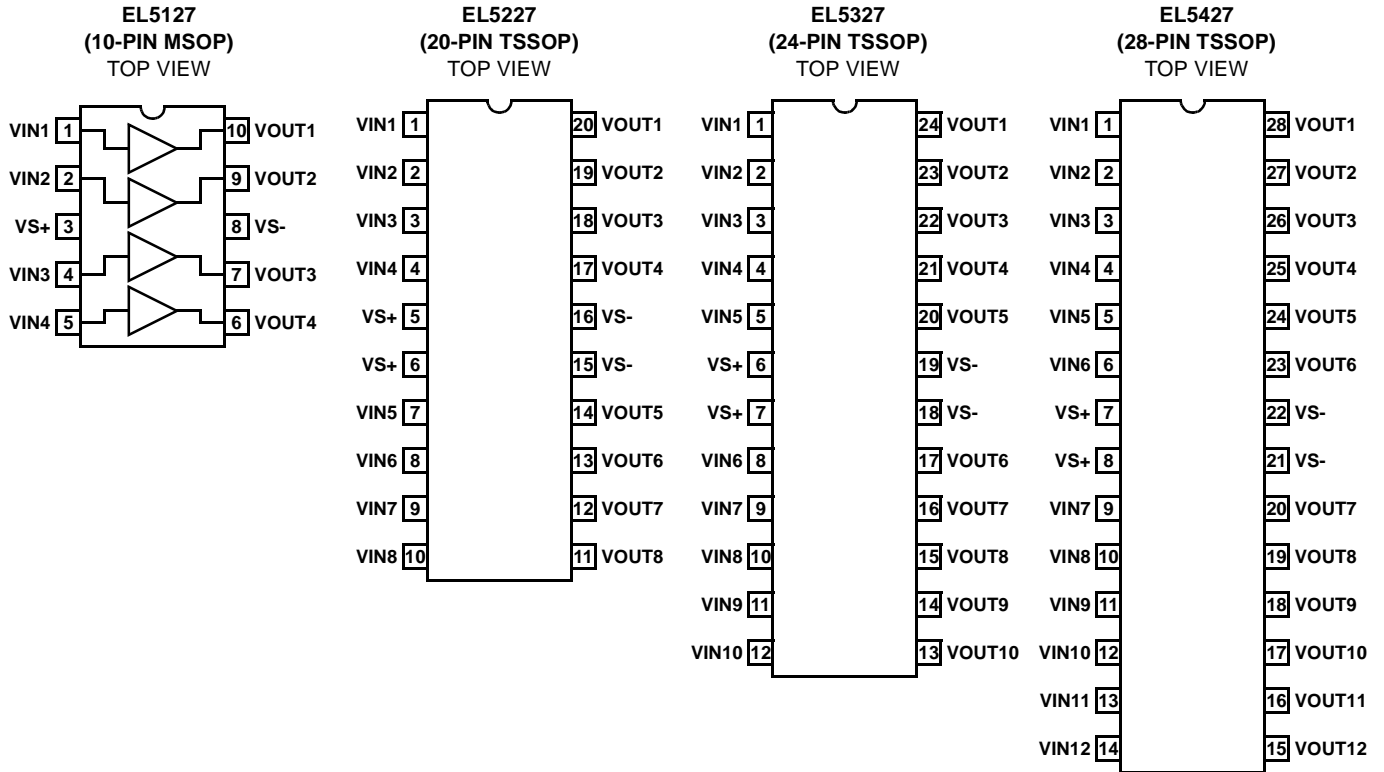 EL5127
(10-PIN MSOP)
TOP VIEW
VIN1 1 10 VOUT1
VIN2 2 9 VOUT2
VS+ 3 8 VS-
VIN3 4 7 VOUT3
VIN4 5 6 VOUT4
EL5227
(20-PIN TSSOP)
TOP VIEW
VIN1 1 20 VOUT1
VIN2 2 19 VOUT2
VIN3 3 18 VOUT3
VIN4 4 17 VOUT4
VS+ 5 16 VS-
VS+ 6 15 VS-
VIN5 7 14 VOUT5
VIN6 8 13 VOUT6
VIN7 9 12 VOUT7
VIN8 10 11 VOUT8
EL5327
(24-PIN TSSOP)
TOP VIEW
VIN1 1 24 VOUT1
VIN2 2 23 VOUT2
VIN3 3 22 VOUT3
VIN4 4 21 VOUT4
VIN5 5 20 VOUT5
VS+ 6 19 VS-
VS+ 7 18 VS-
VIN6 8 17 VOUT6
VIN7 9 16 VOUT7
VIN8 10 15 VOUT8
VIN9 11 14 VOUT9
VIN10 12 13 VOUT10
EL5427
(28-PIN TSSOP)
TOP VIEW
VIN1 1 28 VOUT1
VIN2 2 27 VOUT2
VIN3 3 26 VOUT3
VIN4 4 25 VOUT4
VIN5 5 24 VOUT5
VIN6 6 23 VOUT6
VS+ 7 22 VS-
VS+ 8 21 VS-
VIN7 9 20 VOUT7
VIN8 10 19 VOUT8
VIN9 11 18 VOUT9
VIN10 12 17 VOUT10
VIN11 13 16 VOUT11
VIN12 14 15 VOUT12